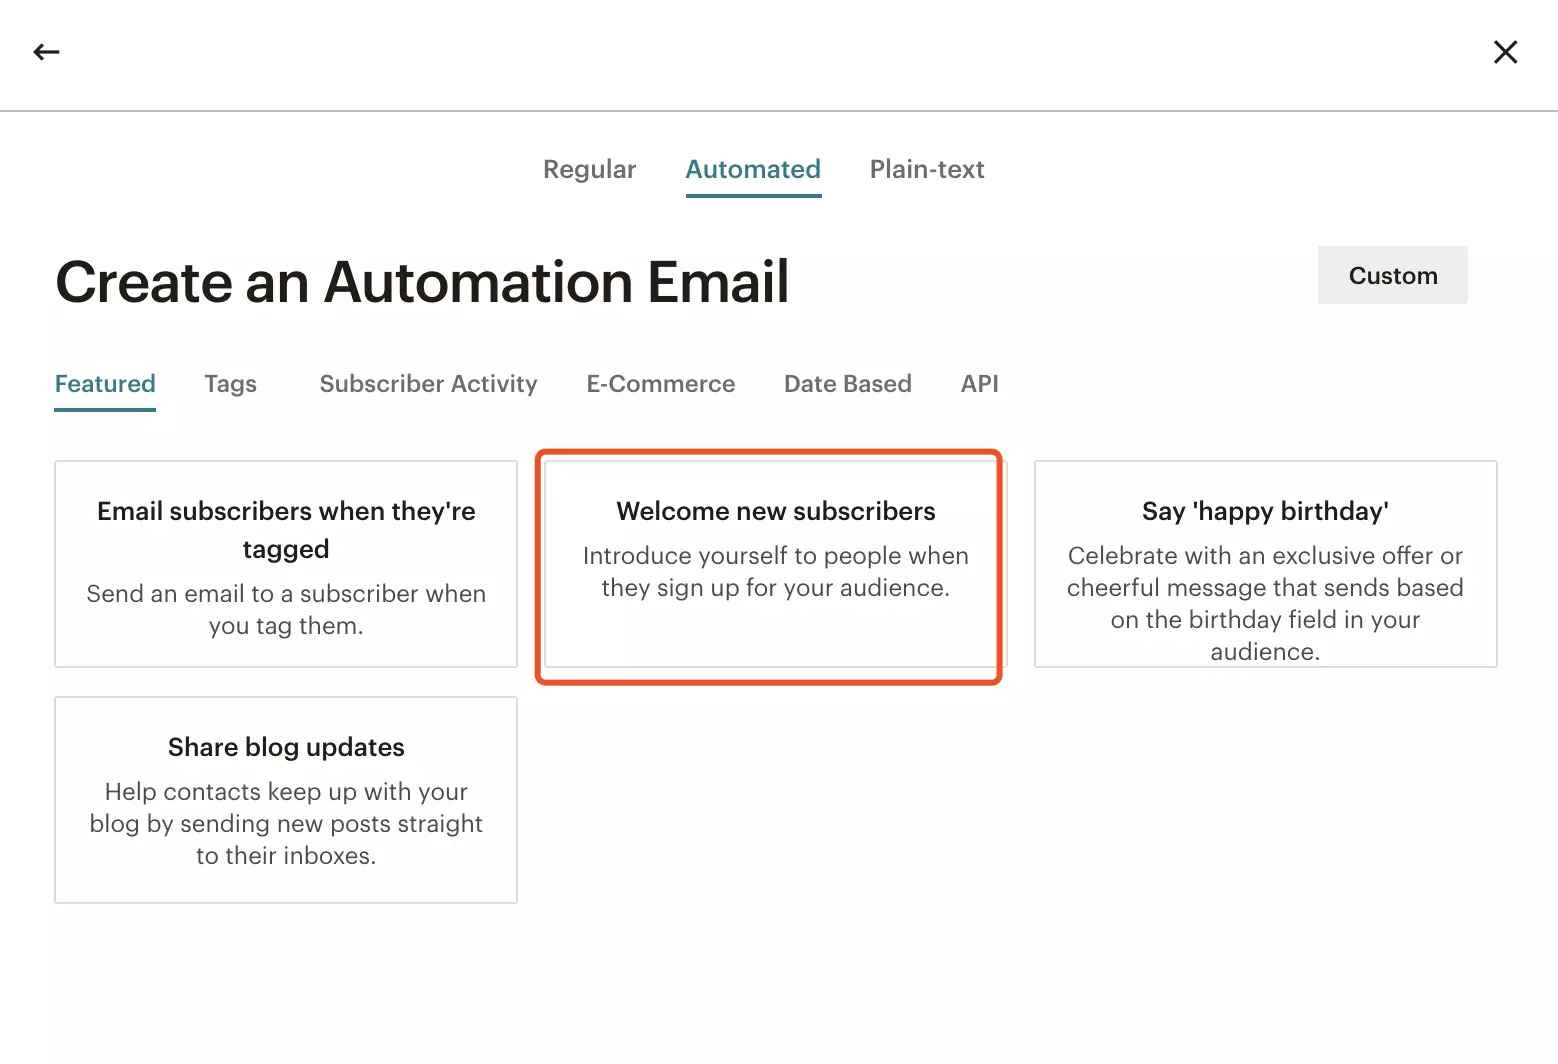 Regular
Automated
Plain-text
Create an Automation Email
Custom
Featured
Tags
Subscriber Activity
E-Commerce
Date Based
API
Email subscribers when they're
tagged
Send an email to a subscriber when
you tag them.
Welcome new subscribers
Introduce yourself to people when
they sign up for your audience.
Say 'happy birthday'
Celebrate with an exclusive offer or
cheerful message that sends based
on the birthday field in your
audience.
Share blog updates
Help contacts keep up with your
blog by sending new posts straight
to their inboxes.